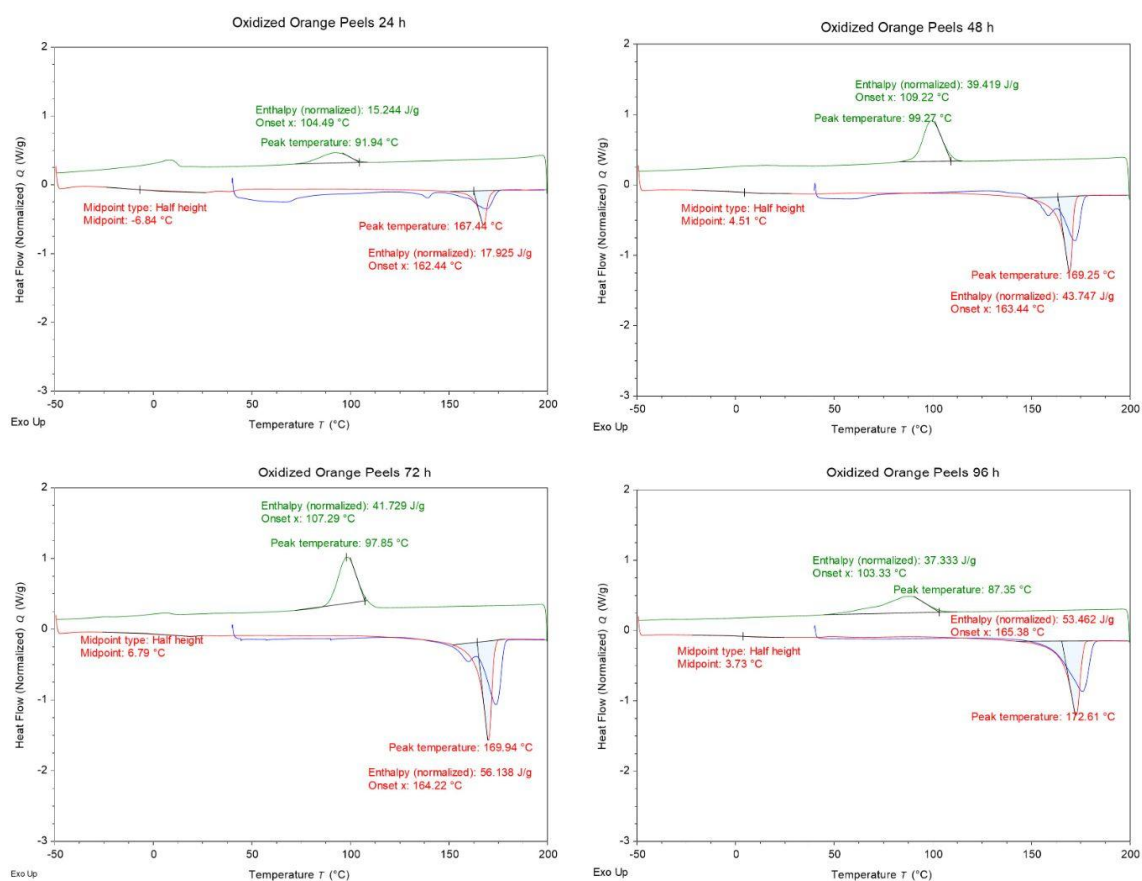 Oxidized Orange Peels 24 h
2
1
0
-1
-2
-3
Heat Flow (Normalized) Q (W/g)
Enthalpy (normalized): 15.244 J/g
Onset x: 104.49 °C
Peak temperature: 91.94 °C
Midpoint type: Half height
Midpoint: -6.84 °C
Peak temperature: 167.44 °C
Enthalpy (normalized): 17.925 J/g
Onset x: 162.44 °C
-50 0 50 100 150 200
Exo Up
Temperature T (°C)
Oxidized Orange Peels 48 h
2
1
0
-1
-2
-3
Heat Flow (Normalized) Q (W/g)
Enthalpy (normalized): 39.419 J/g
Onset x: 109.22 °C
Peak temperature: 99.27 °C
Midpoint type: Half height
Midpoint: 4.51 °C
Peak temperature: 169.25 °C
Enthalpy (normalized): 43.747 J/g
Onset x: 163.44 °C
-50 0 50 100 150 200
Exo Up
Temperature T (°C)
Oxidized Orange Peels 72 h
2
1
0
-1
-2
-3
Heat Flow (Normalized) Q (W/g)
Enthalpy (normalized): 41.729 J/g
Onset x: 107.29 °C
Peak temperature: 97.85 °C
Midpoint type: Half height
Midpoint: 6.79 °C
Peak temperature: 169.94 °C
Enthalpy (normalized): 56.138 J/g
Onset x: 164.22 °C
-50 0 50 100 150 200
Exo Up
Temperature T (°C)
Oxidized Orange Peels 96 h
2
1
0
-1
-2
-3
Heat Flow (Normalized) Q (W/g)
Enthalpy (normalized): 37.333 J/g
Onset x: 103.33 °C
Peak temperature: 87.35 °C
Enthalpy (normalized): 53.462 J/g
Onset x: 165.38 °C
Midpoint type: Half height
Midpoint: 3.73 °C
Peak temperature: 172.61 °C
-50 0 50 100 150 200
Exo Up
Temperature T (°C)